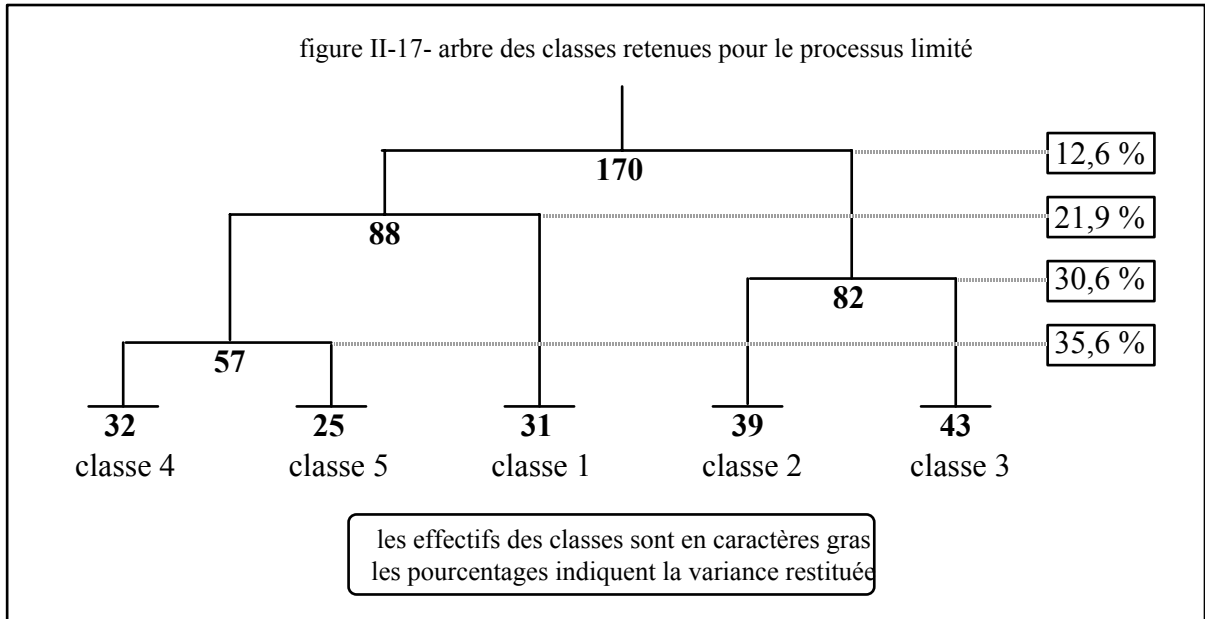 figure II-17- arbre des classes retenues pour le processus limité
12,6 %
170
21,9 %
88
30,6 %
82
35,6 %
57
32 25 31 39 43
classe 4 classe 5 classe 1 classe 2 classe 3
les effectifs des classes sont en caractères gras
les pourcentages indiquent la variance restituée